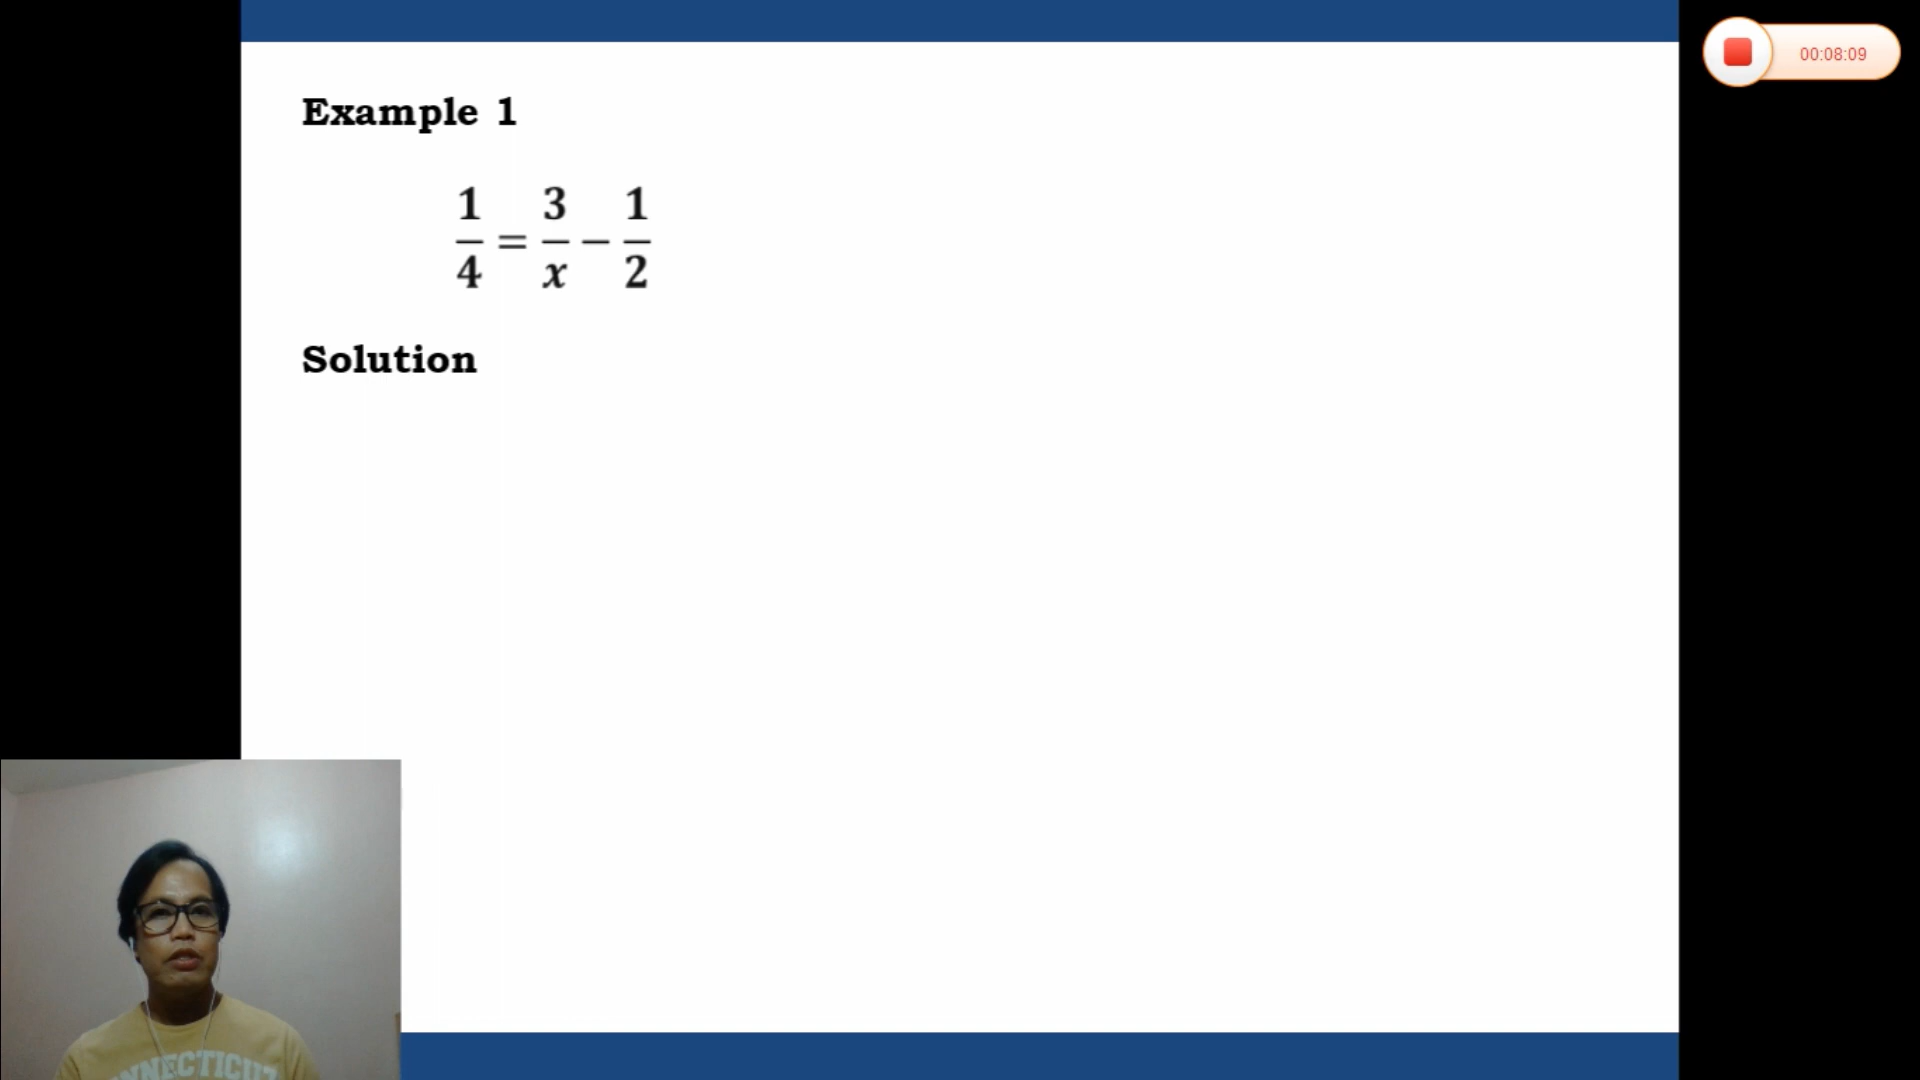 00:08:09
Example 1
1/4 = 3/x − 1/2
Solution